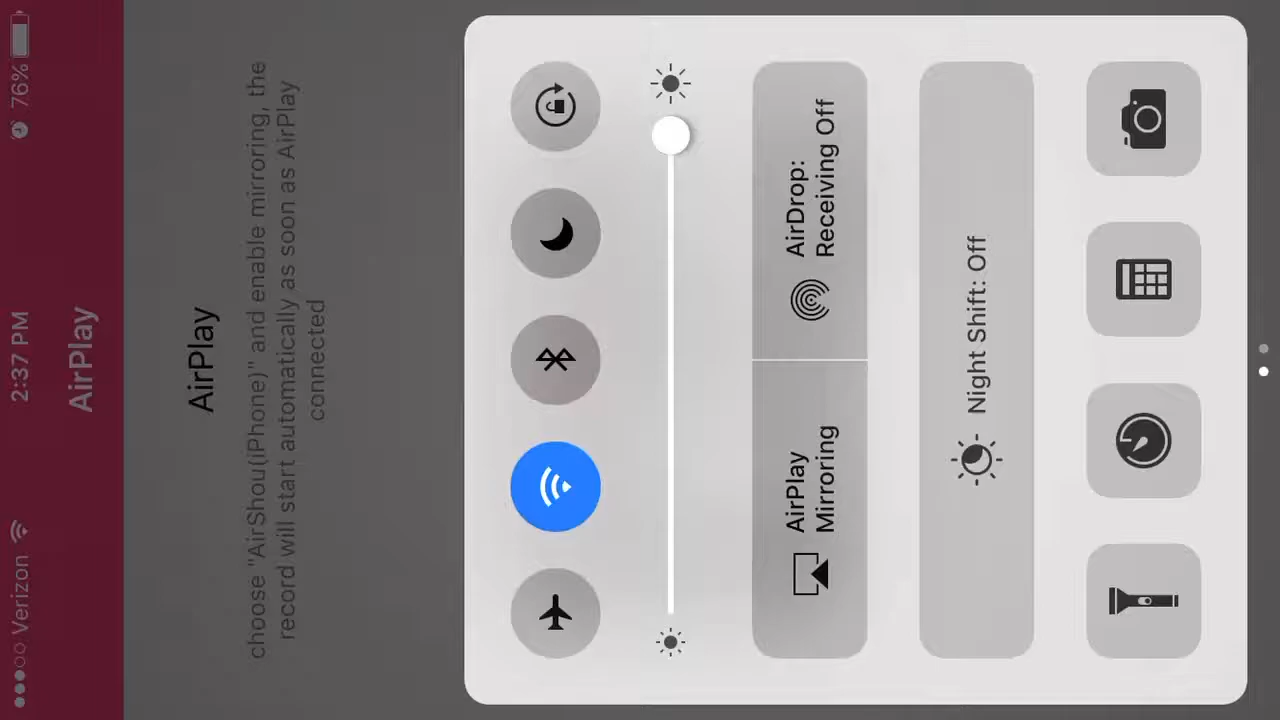 ●●●○○ Verizon 2:37 PM 76%
AirPlay
AirPlay
choose "AirShou(iPhone)" and enable mirroring, the
record will start automatically as soon as AirPlay
connected
AirPlay
Mirroring
AirDrop:
Receiving Off
Night Shift: Off